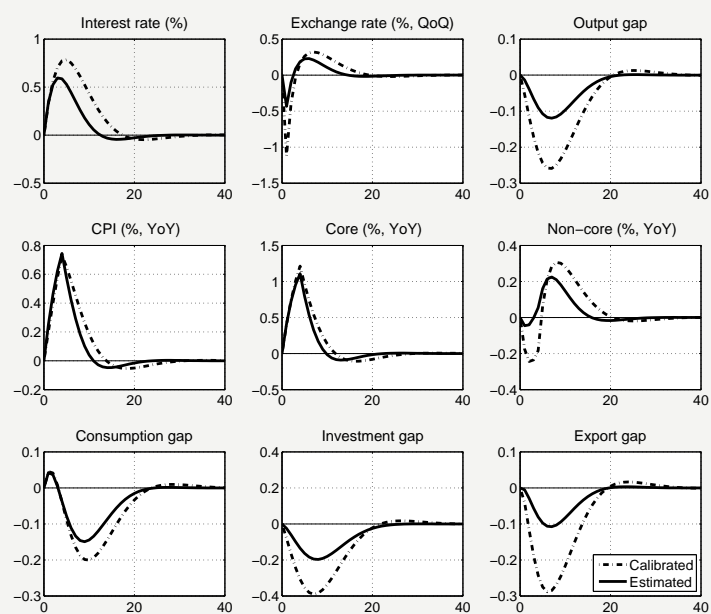 Interest rate (%)
Exchange rate (%, QoQ)
Output gap
1
0.5
0
−0.5
0 20 40
0.5
0
−0.5
−1
−1.5
0 20 40
0.1
0
−0.1
−0.2
−0.3
0 20 40
CPI (%, YoY)
Core (%, YoY)
Non−core (%, YoY)
0.8
0.6
0.4
0.2
0
−0.2
0 20 40
1.5
1
0.5
0
−0.5
0 20 40
0.4
0.2
0
−0.2
−0.4
0 20 40
Consumption gap
Investment gap
Export gap
0.1
0
−0.1
−0.2
−0.3
0 20 40
0.4
0.2
0
−0.2
−0.4
0 20 40
0.1
0
−0.1
−0.2
−0.3
0 20 40
Calibrated
Estimated